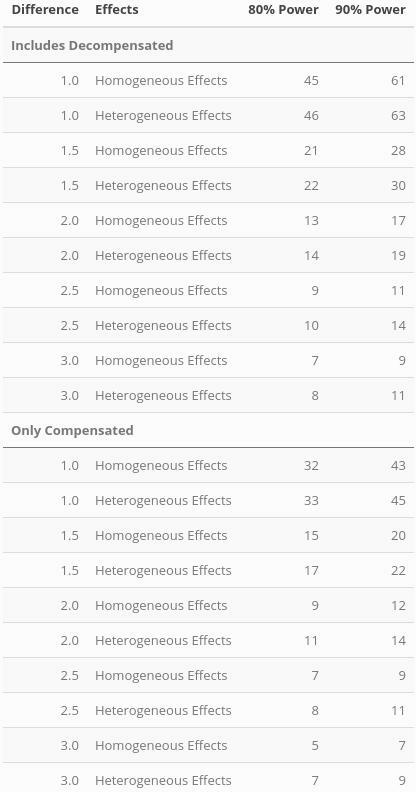 Difference Effects 80% Power 90% Power
Includes Decompensated
1.0 Homogeneous Effects 45 61
1.0 Heterogeneous Effects 46 63
1.5 Homogeneous Effects 21 28
1.5 Heterogeneous Effects 22 30
2.0 Homogeneous Effects 13 17
2.0 Heterogeneous Effects 14 19
2.5 Homogeneous Effects 9 11
2.5 Heterogeneous Effects 10 14
3.0 Homogeneous Effects 7 9
3.0 Heterogeneous Effects 8 11
Only Compensated
1.0 Homogeneous Effects 32 43
1.0 Heterogeneous Effects 33 45
1.5 Homogeneous Effects 15 20
1.5 Heterogeneous Effects 17 22
2.0 Homogeneous Effects 9 12
2.0 Heterogeneous Effects 11 14
2.5 Homogeneous Effects 7 9
2.5 Heterogeneous Effects 8 11
3.0 Homogeneous Effects 5 7
3.0 Heterogeneous Effects 7 9